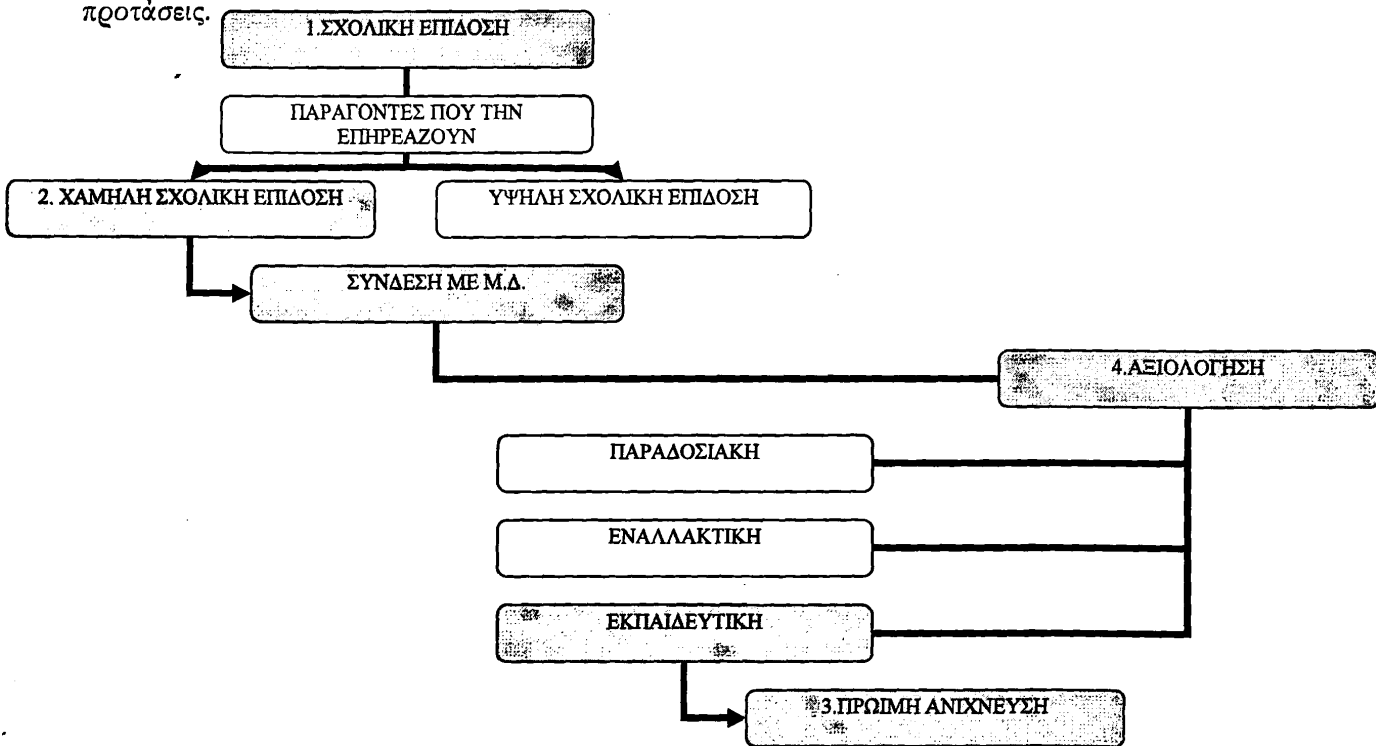 προτάσεις.
1.ΣΧΟΛΙΚΗ ΕΠΙΔΟΣΗ
ΠΑΡΑΓΟΝΤΕΣ ΠΟΥ ΤΗΝ
ΕΠΗΡΕΑΖΟΥΝ
2. ΧΑΜΗΛΗ ΣΧΟΛΙΚΗ ΕΠΙΔΟΣΗ
ΥΨΗΛΗ ΣΧΟΛΙΚΗ ΕΠΙΔΟΣΗ
ΣΥΝΔΕΣΗ ΜΕ Μ.Δ.
4.ΑΞΙΟΛΟΓΗΣΗ
ΠΑΡΑΔΟΣΙΑΚΗ
ΕΝΑΛΛΑΚΤΙΚΗ
ΕΚΠΑΙΔΕΥΤΙΚΗ
3.ΠΡΩΙΜΗ ΑΝΙΧΝΕΥΣΗ